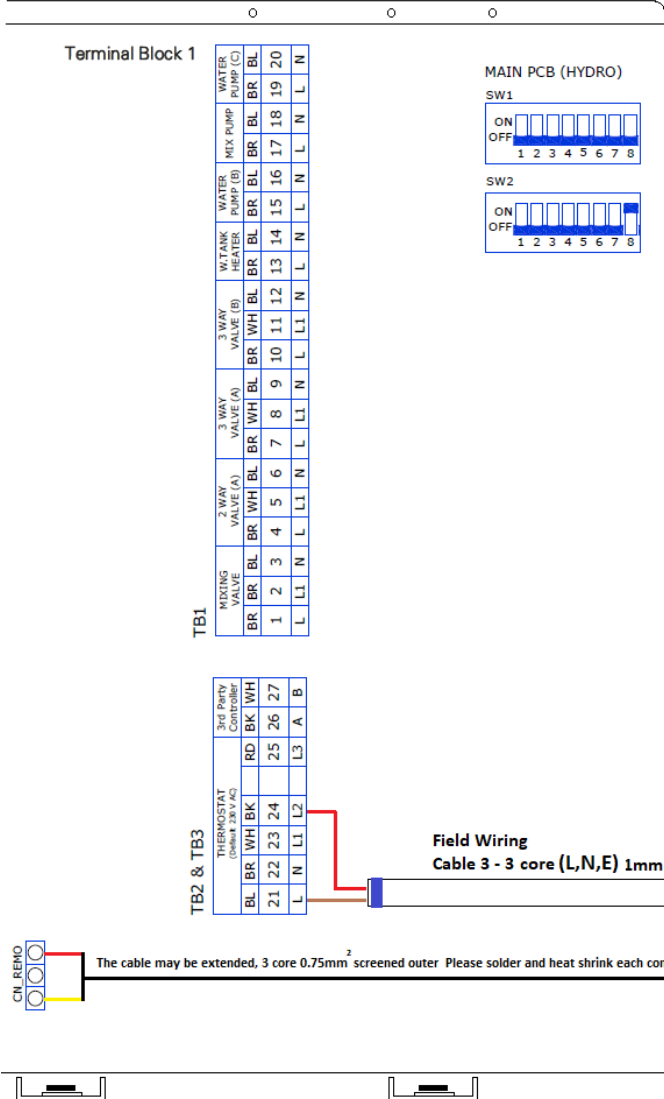 Terminal Block 1
WATER
PUMP (C)
BL 20 N
BR 19 L
MIX PUMP
BL 18 N
BR 17 L
WATER
PUMP (B)
BL 16 N
BR 15 L
W.TANK
HEATER
BL 14 N
BR 13 L
3 WAY
VALVE (B)
BL 12 N
WH 11 L1
BR 10 L
3 WAY
VALVE (A)
BL 9 N
WH 8 L1
BR 7 L
2 WAY
VALVE (A)
BL 6 N
WH 5 L1
BR 4 L
MIXING
VALVE
BL 3 N
BR 2 L1
BR 1 L
TB1
MAIN PCB (HYDRO)
SW1
ON
OFF
1 2 3 4 5 6 7 8
SW2
ON
OFF
1 2 3 4 5 6 7 8
3rd Party
Controller
WH 27 B
BK 26 A
THERMOSTAT
(Default: 230 V AC)
RD 25 L3
BK 24 L2
WH 23 L1
BR 22 N
BL 21 L
TB2 & TB3
Field Wiring
Cable 3 - 3 core (L,N,E) 1mm
CN_REMO
The cable may be extended, 3 core 0.75mm² screened outer Please solder and heat shrink each